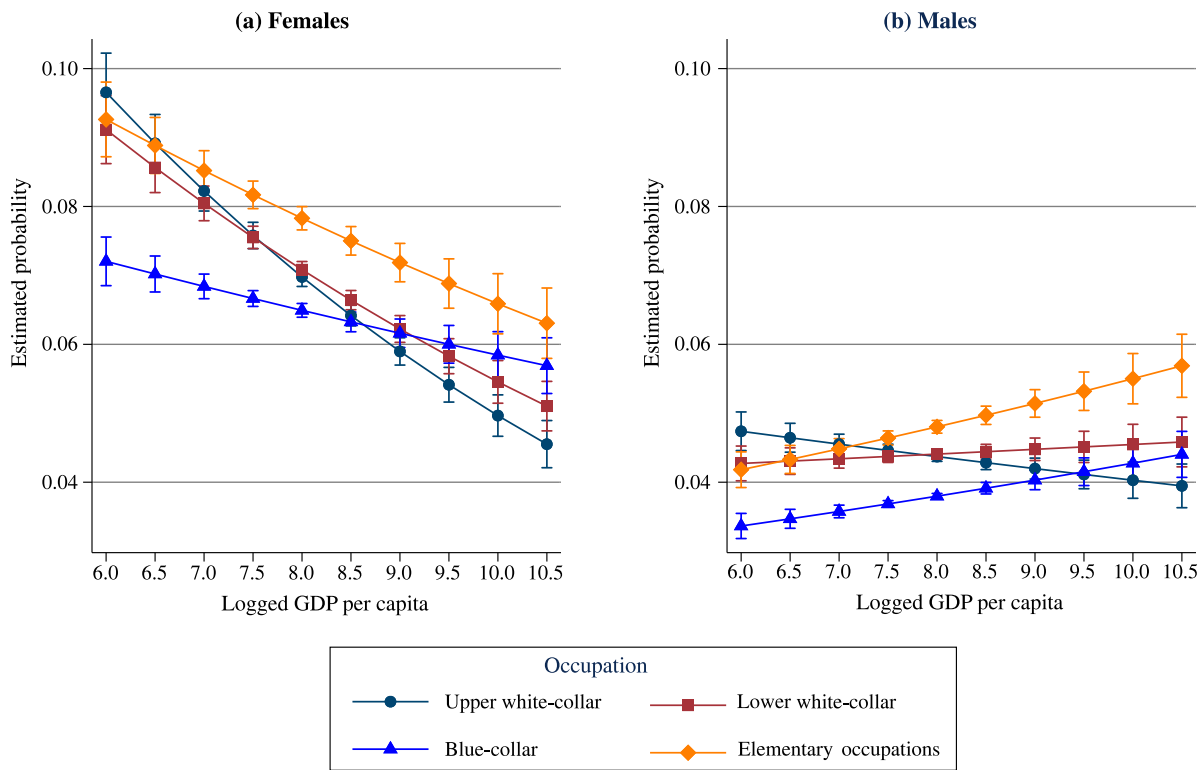 (a) Females
(b) Males
Estimated probability
0.10
0.08
0.06
0.04
6.0 6.5 7.0 7.5 8.0 8.5 9.0 9.5 10.0 10.5
Logged GDP per capita
Estimated probability
0.10
0.08
0.06
0.04
6.0 6.5 7.0 7.5 8.0 8.5 9.0 9.5 10.0 10.5
Logged GDP per capita
Occupation
Upper white-collar
Lower white-collar
Blue-collar
Elementary occupations